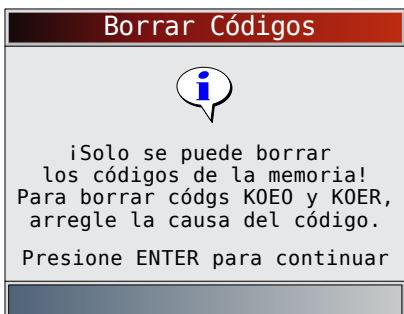 Borrar Códigos
i
¡Solo se puede borrar
los códigos de la memoria!
Para borrar códgs KOEO y KOER,
arregle la causa del código.
Presione ENTER para continuar